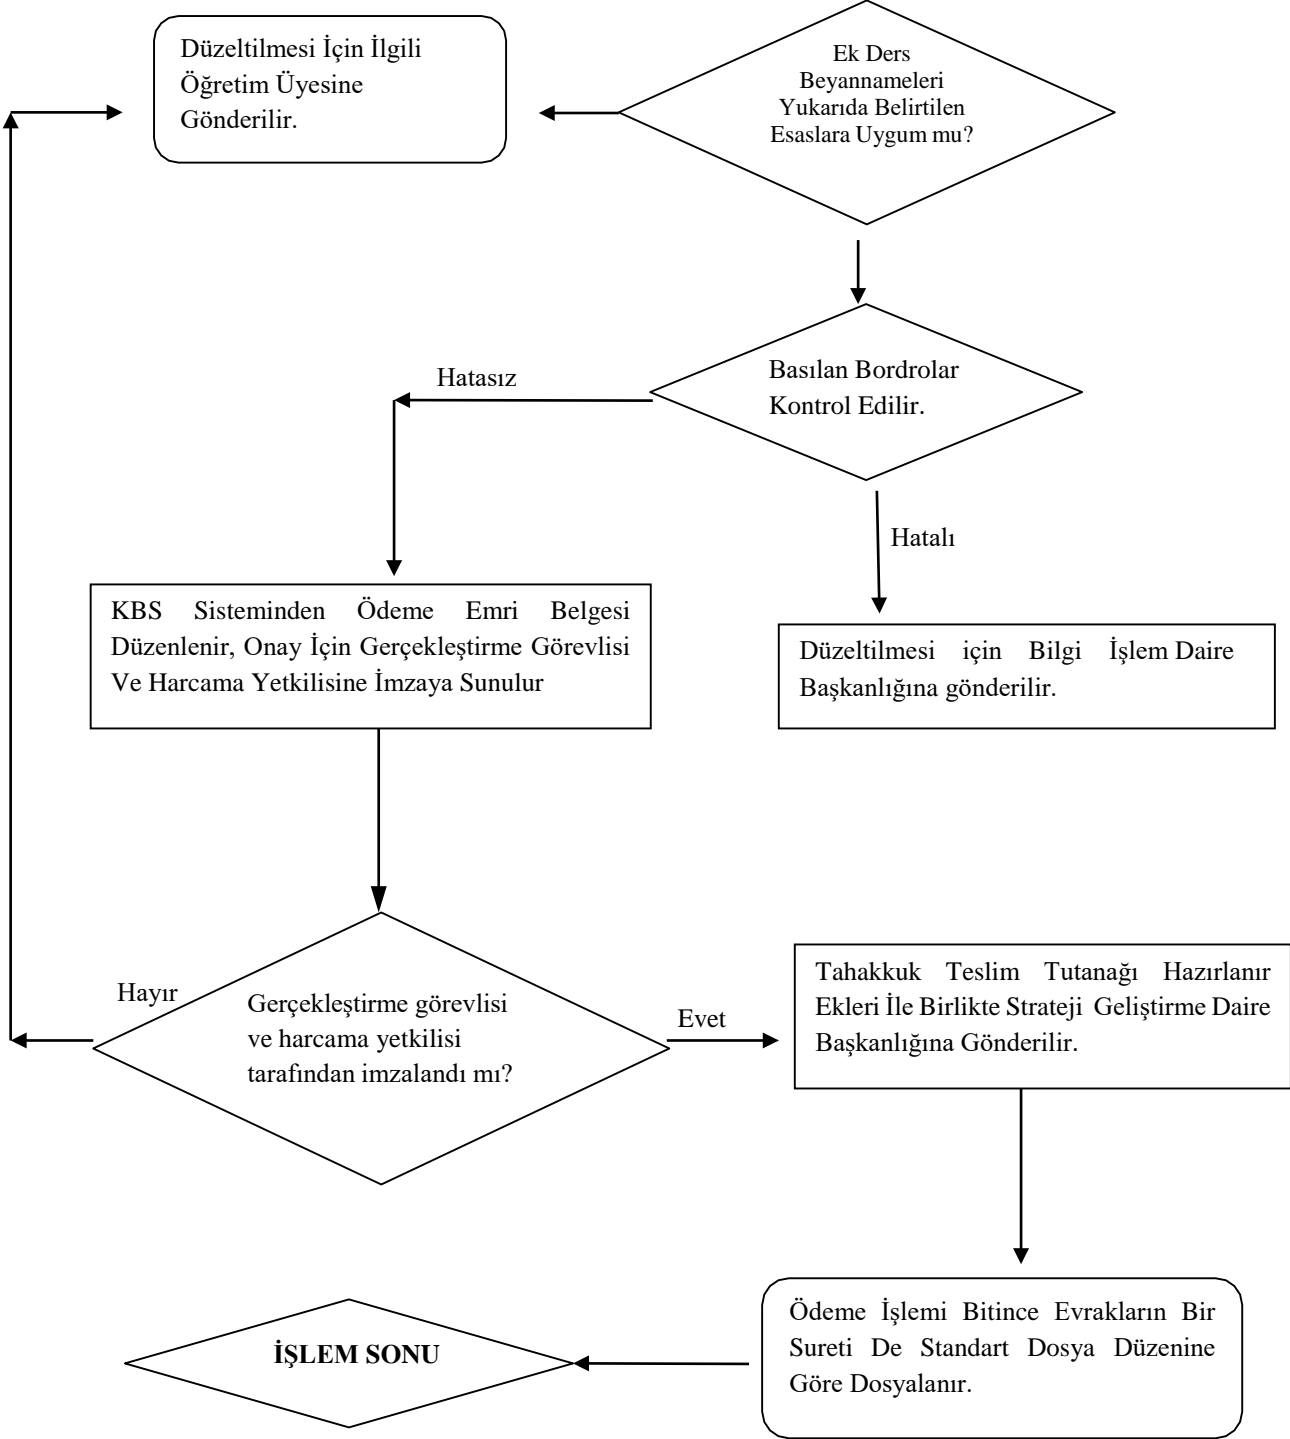 Düzeltilmesi İçin İlgili
Öğretim Üyesine
Gönderilir.
Ek Ders
Beyannameleri
Yukarıda Belirtilen
Esaslara Uygum mu?
Basılan Bordrolar
Kontrol Edilir.
Hatasız
Hatalı
KBS Sisteminden Ödeme Emri Belgesi
Düzenlenir, Onay İçin Gerçekleştirme Görevlisi
Ve Harcama Yetkilisine İmzaya Sunulur
Düzeltilmesi için Bilgi İşlem Daire
Başkanlığına gönderilir.
Hayır
Gerçekleştirme görevlisi
ve harcama yetkilisi
tarafından imzalandı mı?
Evet
Tahakkuk Teslim Tutanağı Hazırlanır
Ekleri İle Birlikte Strateji Geliştirme Daire
Başkanlığına Gönderilir.
Ödeme İşlemi Bitince Evrakların Bir
Sureti De Standart Dosya Düzenine
Göre Dosyalanır.
İŞLEM SONU